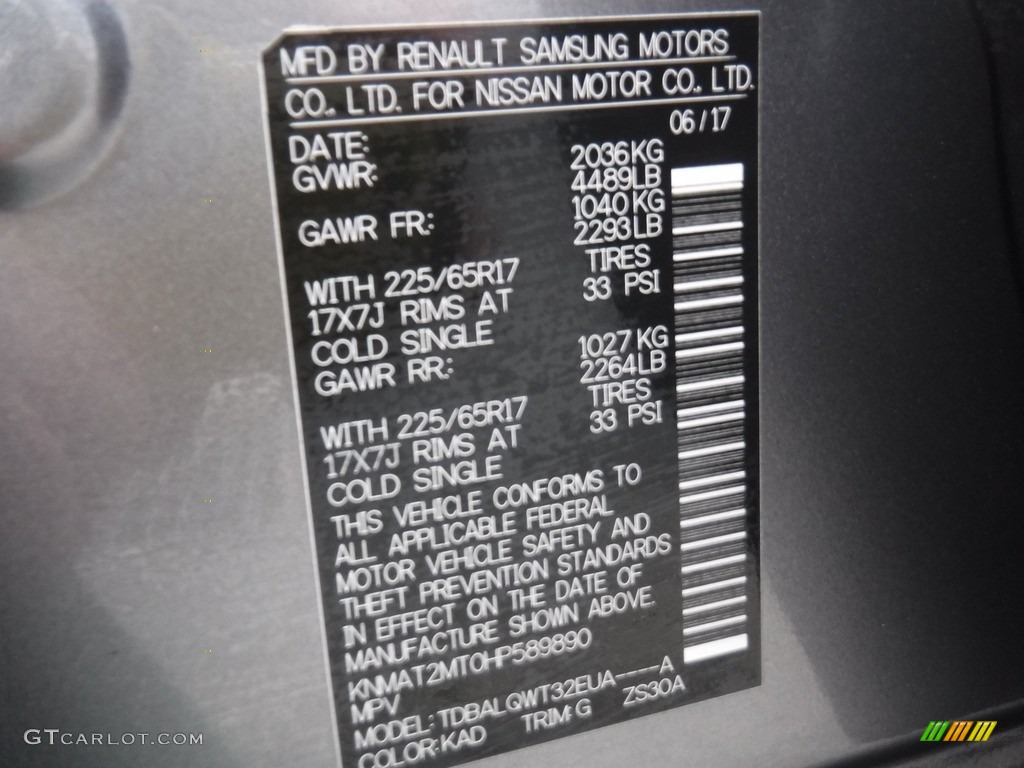 MFD BY RENAULT SAMSUNG MOTORS
CO., LTD. FOR NISSAN MOTOR CO., LTD.
DATE: 06/17
GVWR: 2036KG
4489LB
GAWR FR: 1040KG
2293LB
WITH 225/65R17 TIRES
17X7J RIMS AT 33 PSI
COLD SINGLE
GAWR RR: 1027KG
2264LB
WITH 225/65R17 TIRES
17X7J RIMS AT 33 PSI
COLD SINGLE
THIS VEHICLE CONFORMS TO
ALL APPLICABLE FEDERAL
MOTOR VEHICLE SAFETY AND
THEFT PREVENTION STANDARDS
IN EFFECT ON THE DATE OF
MANUFACTURE SHOWN ABOVE.
KNMAT2MT0HP589890
MPV
MODEL: TDBALQWT32EUA----A
COLOR: KAD TRIM: G ZS30A
GTCARLOT.COM